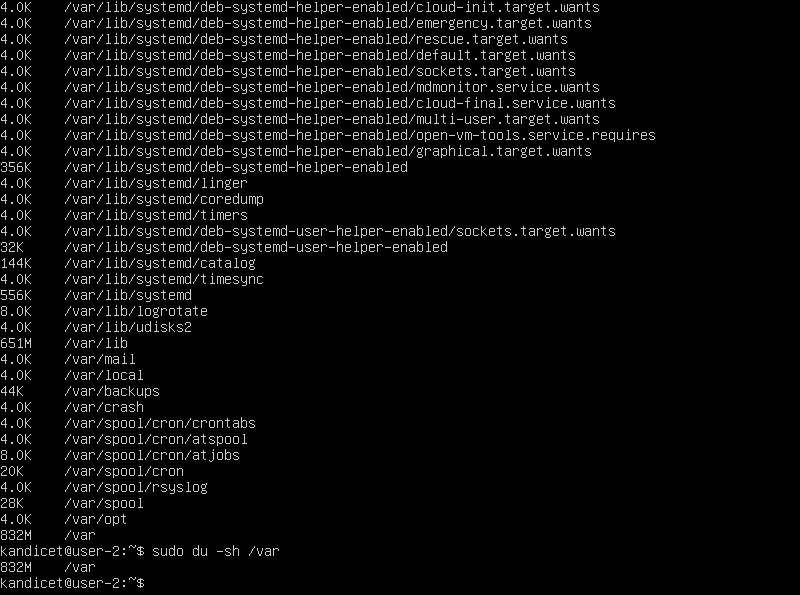 4.0K    /var/lib/systemd/deb-systemd-helper-enabled/cloud-init.target.wants
4.0K    /var/lib/systemd/deb-systemd-helper-enabled/emergency.target.wants
4.0K    /var/lib/systemd/deb-systemd-helper-enabled/rescue.target.wants
4.0K    /var/lib/systemd/deb-systemd-helper-enabled/default.target.wants
4.0K    /var/lib/systemd/deb-systemd-helper-enabled/sockets.target.wants
4.0K    /var/lib/systemd/deb-systemd-helper-enabled/mdmonitor.service.wants
4.0K    /var/lib/systemd/deb-systemd-helper-enabled/cloud-final.service.wants
4.0K    /var/lib/systemd/deb-systemd-helper-enabled/multi-user.target.wants
4.0K    /var/lib/systemd/deb-systemd-helper-enabled/open-vm-tools.service.requires
4.0K    /var/lib/systemd/deb-systemd-helper-enabled/graphical.target.wants
356K    /var/lib/systemd/deb-systemd-helper-enabled
4.0K    /var/lib/systemd/linger
4.0K    /var/lib/systemd/coredump
4.0K    /var/lib/systemd/timers
4.0K    /var/lib/systemd/deb-systemd-user-helper-enabled/sockets.target.wants
32K     /var/lib/systemd/deb-systemd-user-helper-enabled
144K    /var/lib/systemd/catalog
4.0K    /var/lib/systemd/timesync
556K    /var/lib/systemd
8.0K    /var/lib/logrotate
4.0K    /var/lib/udisks2
651M    /var/lib
4.0K    /var/mail
4.0K    /var/local
44K     /var/backups
4.0K    /var/crash
4.0K    /var/spool/cron/crontabs
4.0K    /var/spool/cron/atspool
8.0K    /var/spool/cron/atjobs
20K     /var/spool/cron
4.0K    /var/spool/rsyslog
28K     /var/spool
4.0K    /var/opt
832M    /var
kandicet@user-2:~$ sudo du -sh /var
832M    /var
kandicet@user-2:~$